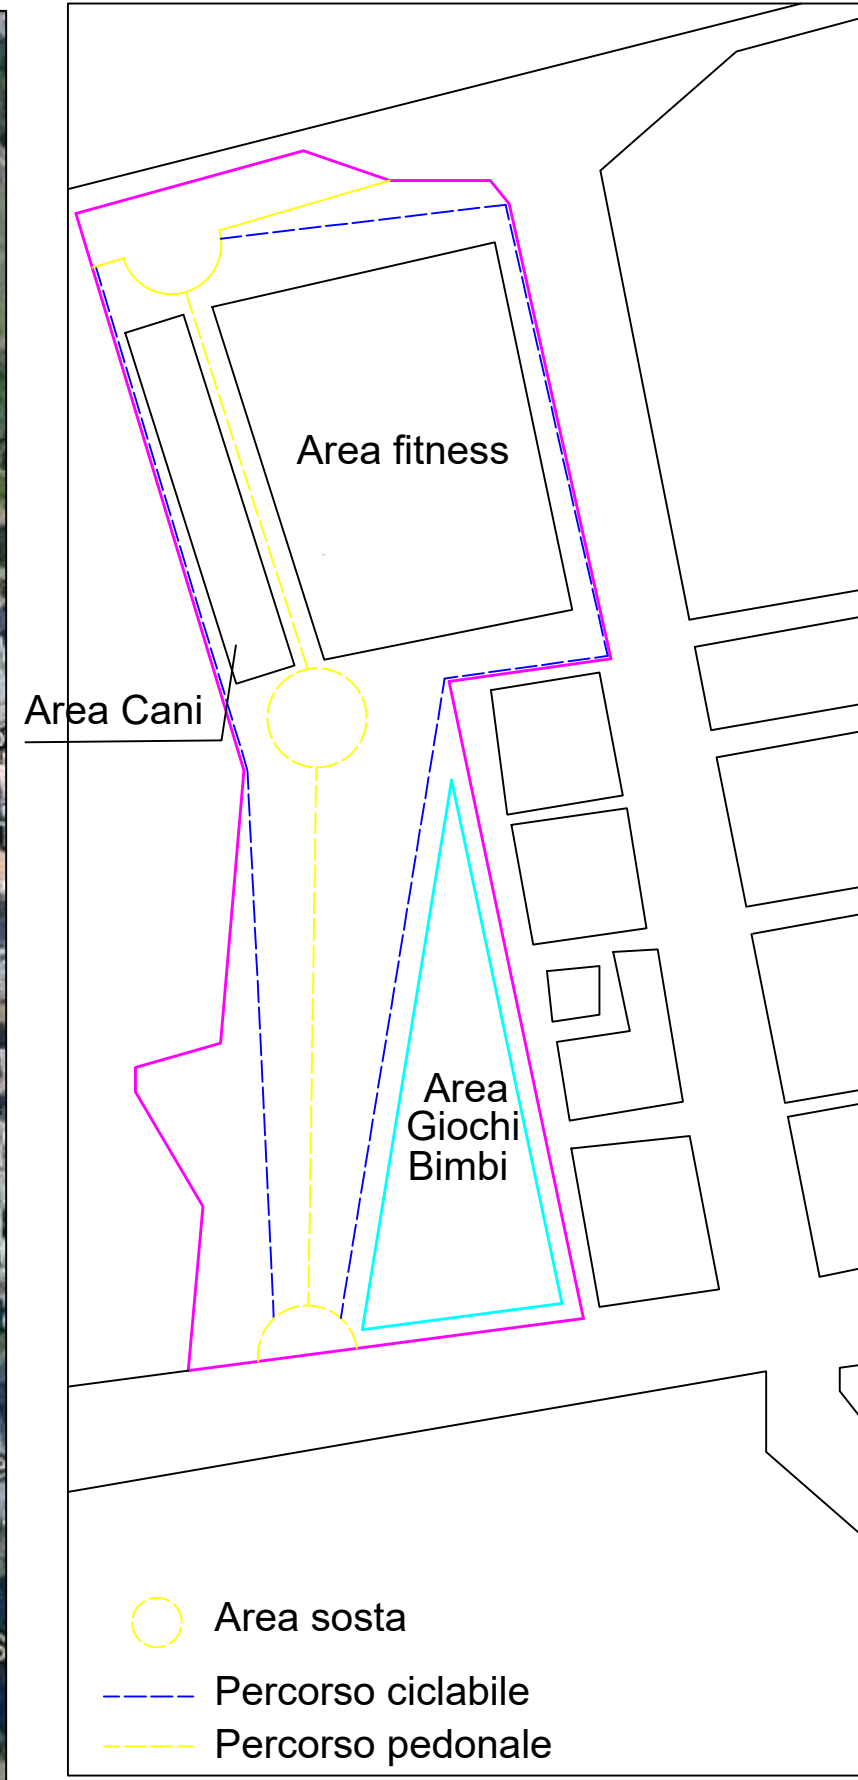 Area fitness
Area Cani
Area
Giochi
Bimbi
Area sosta
Percorso ciclabile
Percorso pedonale